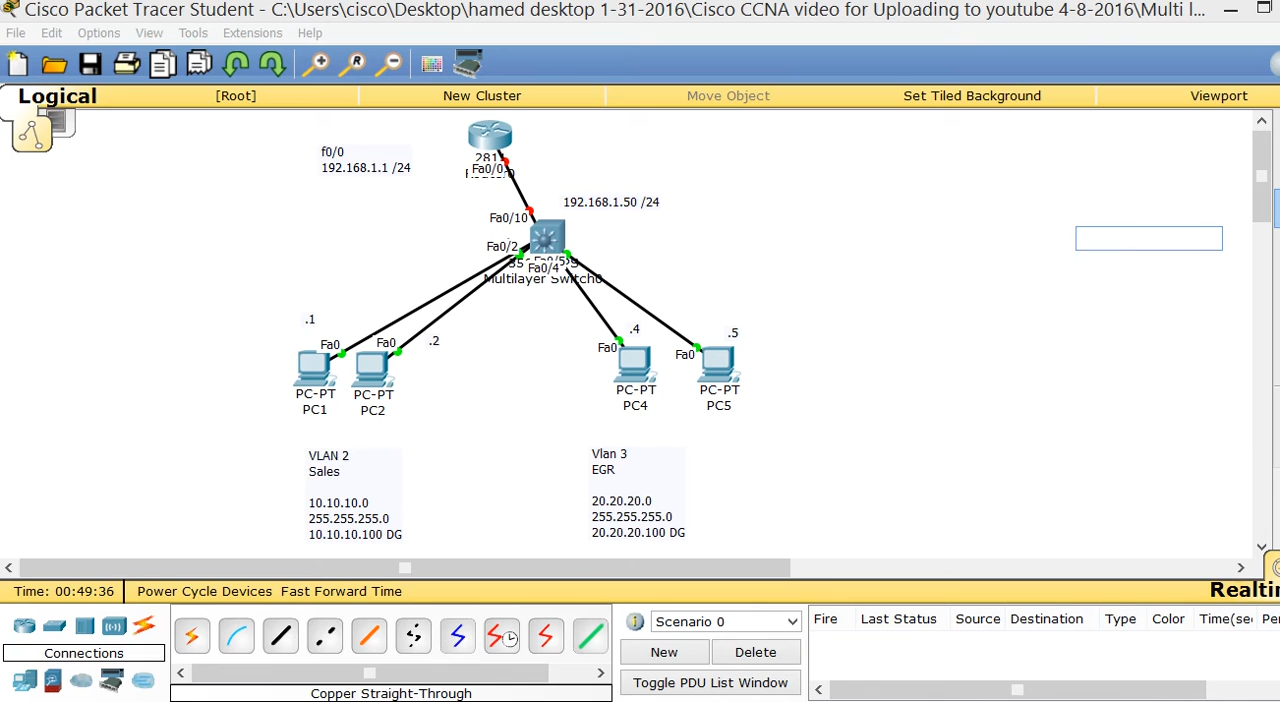 Cisco Packet Tracer Student - C:\Users\cisco\Desktop\hamed desktop 1-31-2016\Cisco CCNA video for Uploading to youtube 4-8-2016\Multi l...
File Edit Options View Tools Extensions Help
Logical [Root] New Cluster Move Object Set Tiled Background Viewport
f0/0
192.168.1.1 /24
Fa0/0
192.168.1.50 /24
Fa0/10
Fa0/2
Fa0/4
Multilayer Switch0
.1
Fa0
Fa0
.2
.4
Fa0
.5
Fa0
PC-PT
PC1
PC-PT
PC2
PC-PT
PC4
PC-PT
PC5
VLAN 2
Sales
10.10.10.0
255.255.255.0
10.10.10.100 DG
Vlan 3
EGR
20.20.20.0
255.255.255.0
20.20.20.100 DG
Time: 00:49:36 Power Cycle Devices Fast Forward Time Realtin
Connections
Copper Straight-Through
Scenario 0
New Delete
Toggle PDU List Window
Fire Last Status Source Destination Type Color Time(sec Per